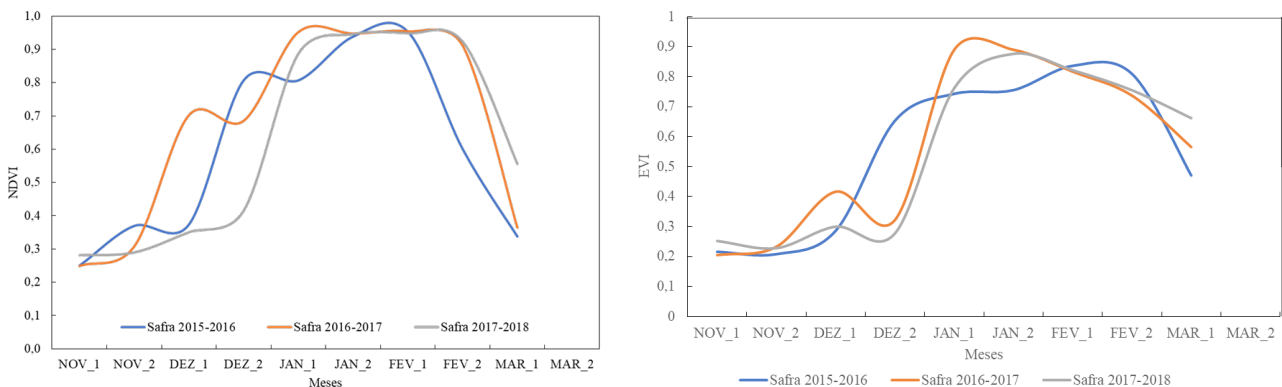 1,0
0,9
0,8
0,7
0,6
0,5
0,4
0,3
0,2
0,1
0,0
NDVI
Safra 2015-2016 Safra 2016-2017 Safra 2017-2018
NOV_1 NOV_2 DEZ_1 DEZ_2 JAN_1 JAN_2 FEV_1 FEV_2 MAR_1 MAR_2
Meses
1
0,9
0,8
0,7
0,6
0,5
0,4
0,3
0,2
0,1
0
EVI
NOV_1 NOV_2 DEZ_1 DEZ_2 JAN_1 JAN_2 FEV_1 FEV_2 MAR_1 MAR_2
Meses
Safra 2015-2016 Safra 2016-2017 Safra 2017-2018